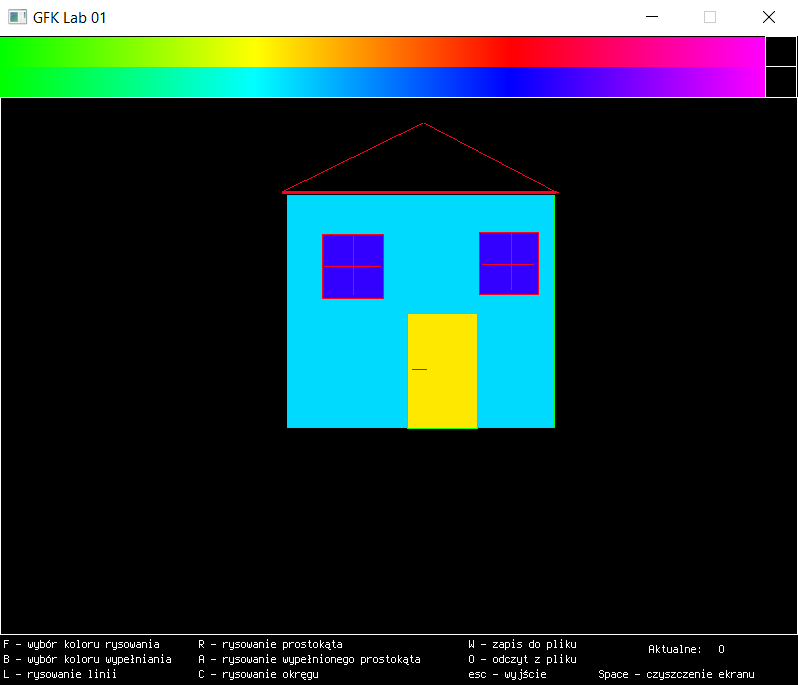 GFK Lab 01
F - wybór koloru rysowania R - rysowanie prostokąta W - zapis do pliku Aktualne: O
B - wybór koloru wypełniania A - rysowanie wypełnionego prostokąta O - odczyt z pliku
L - rysowanie linii C - rysowanie okręgu esc - wyjście Space - czyszczenie ekranu